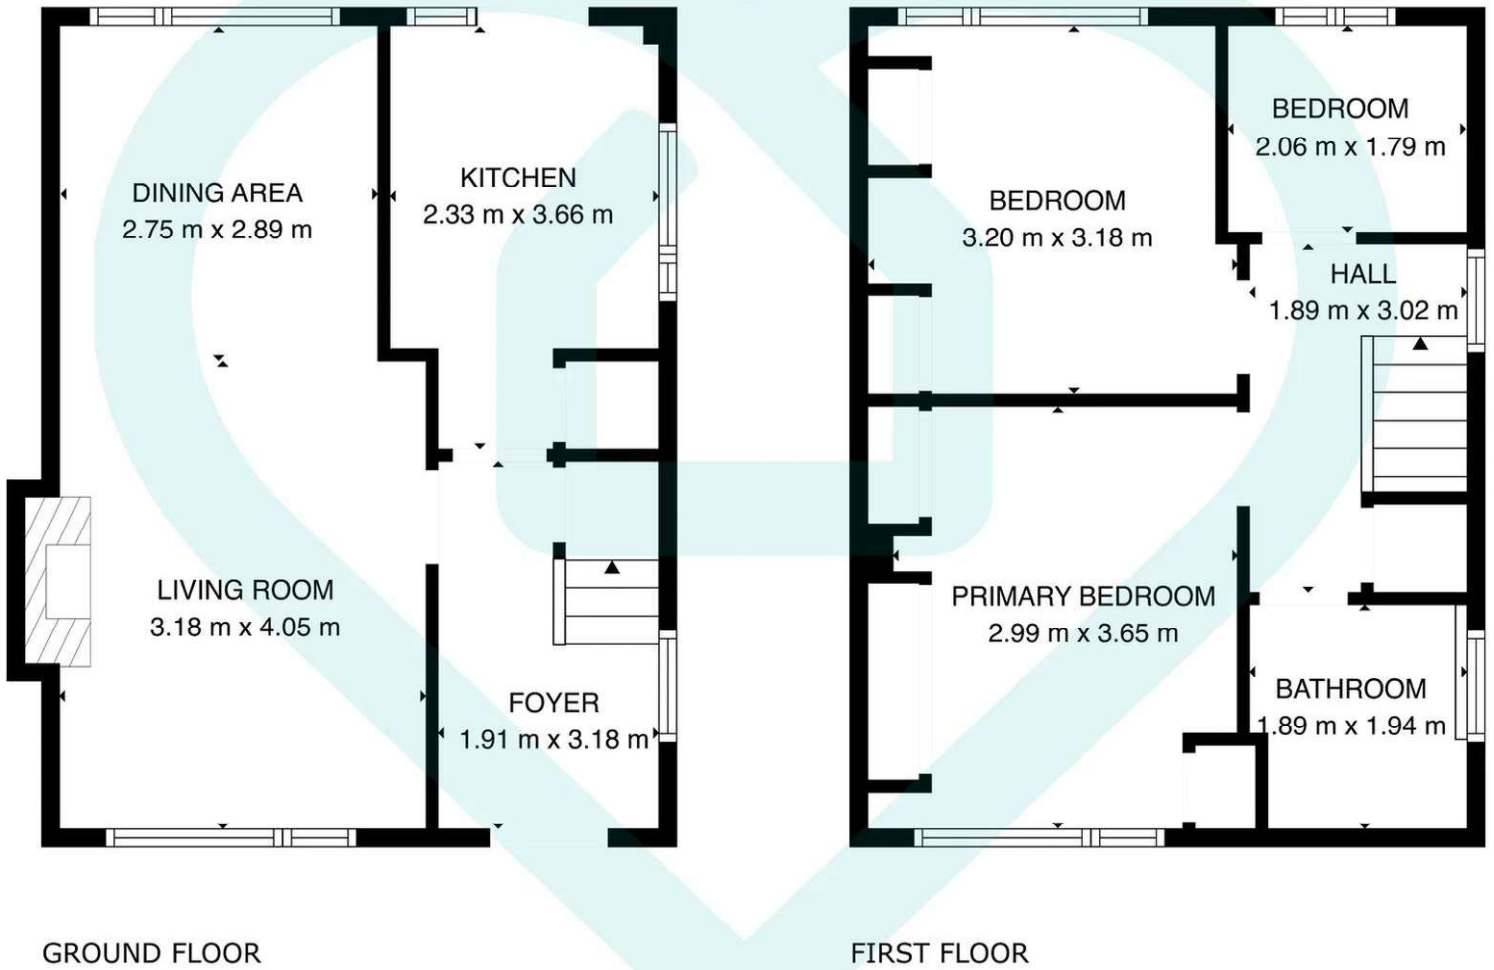 DINING AREA
2.75 m x 2.89 m
KITCHEN
2.33 m x 3.66 m
LIVING ROOM
3.18 m x 4.05 m
FOYER
1.91 m x 3.18 m
GROUND FLOOR
BEDROOM
3.20 m x 3.18 m
BEDROOM
2.06 m x 1.79 m
HALL
1.89 m x 3.02 m
PRIMARY BEDROOM
2.99 m x 3.65 m
BATHROOM
1.89 m x 1.94 m
FIRST FLOOR